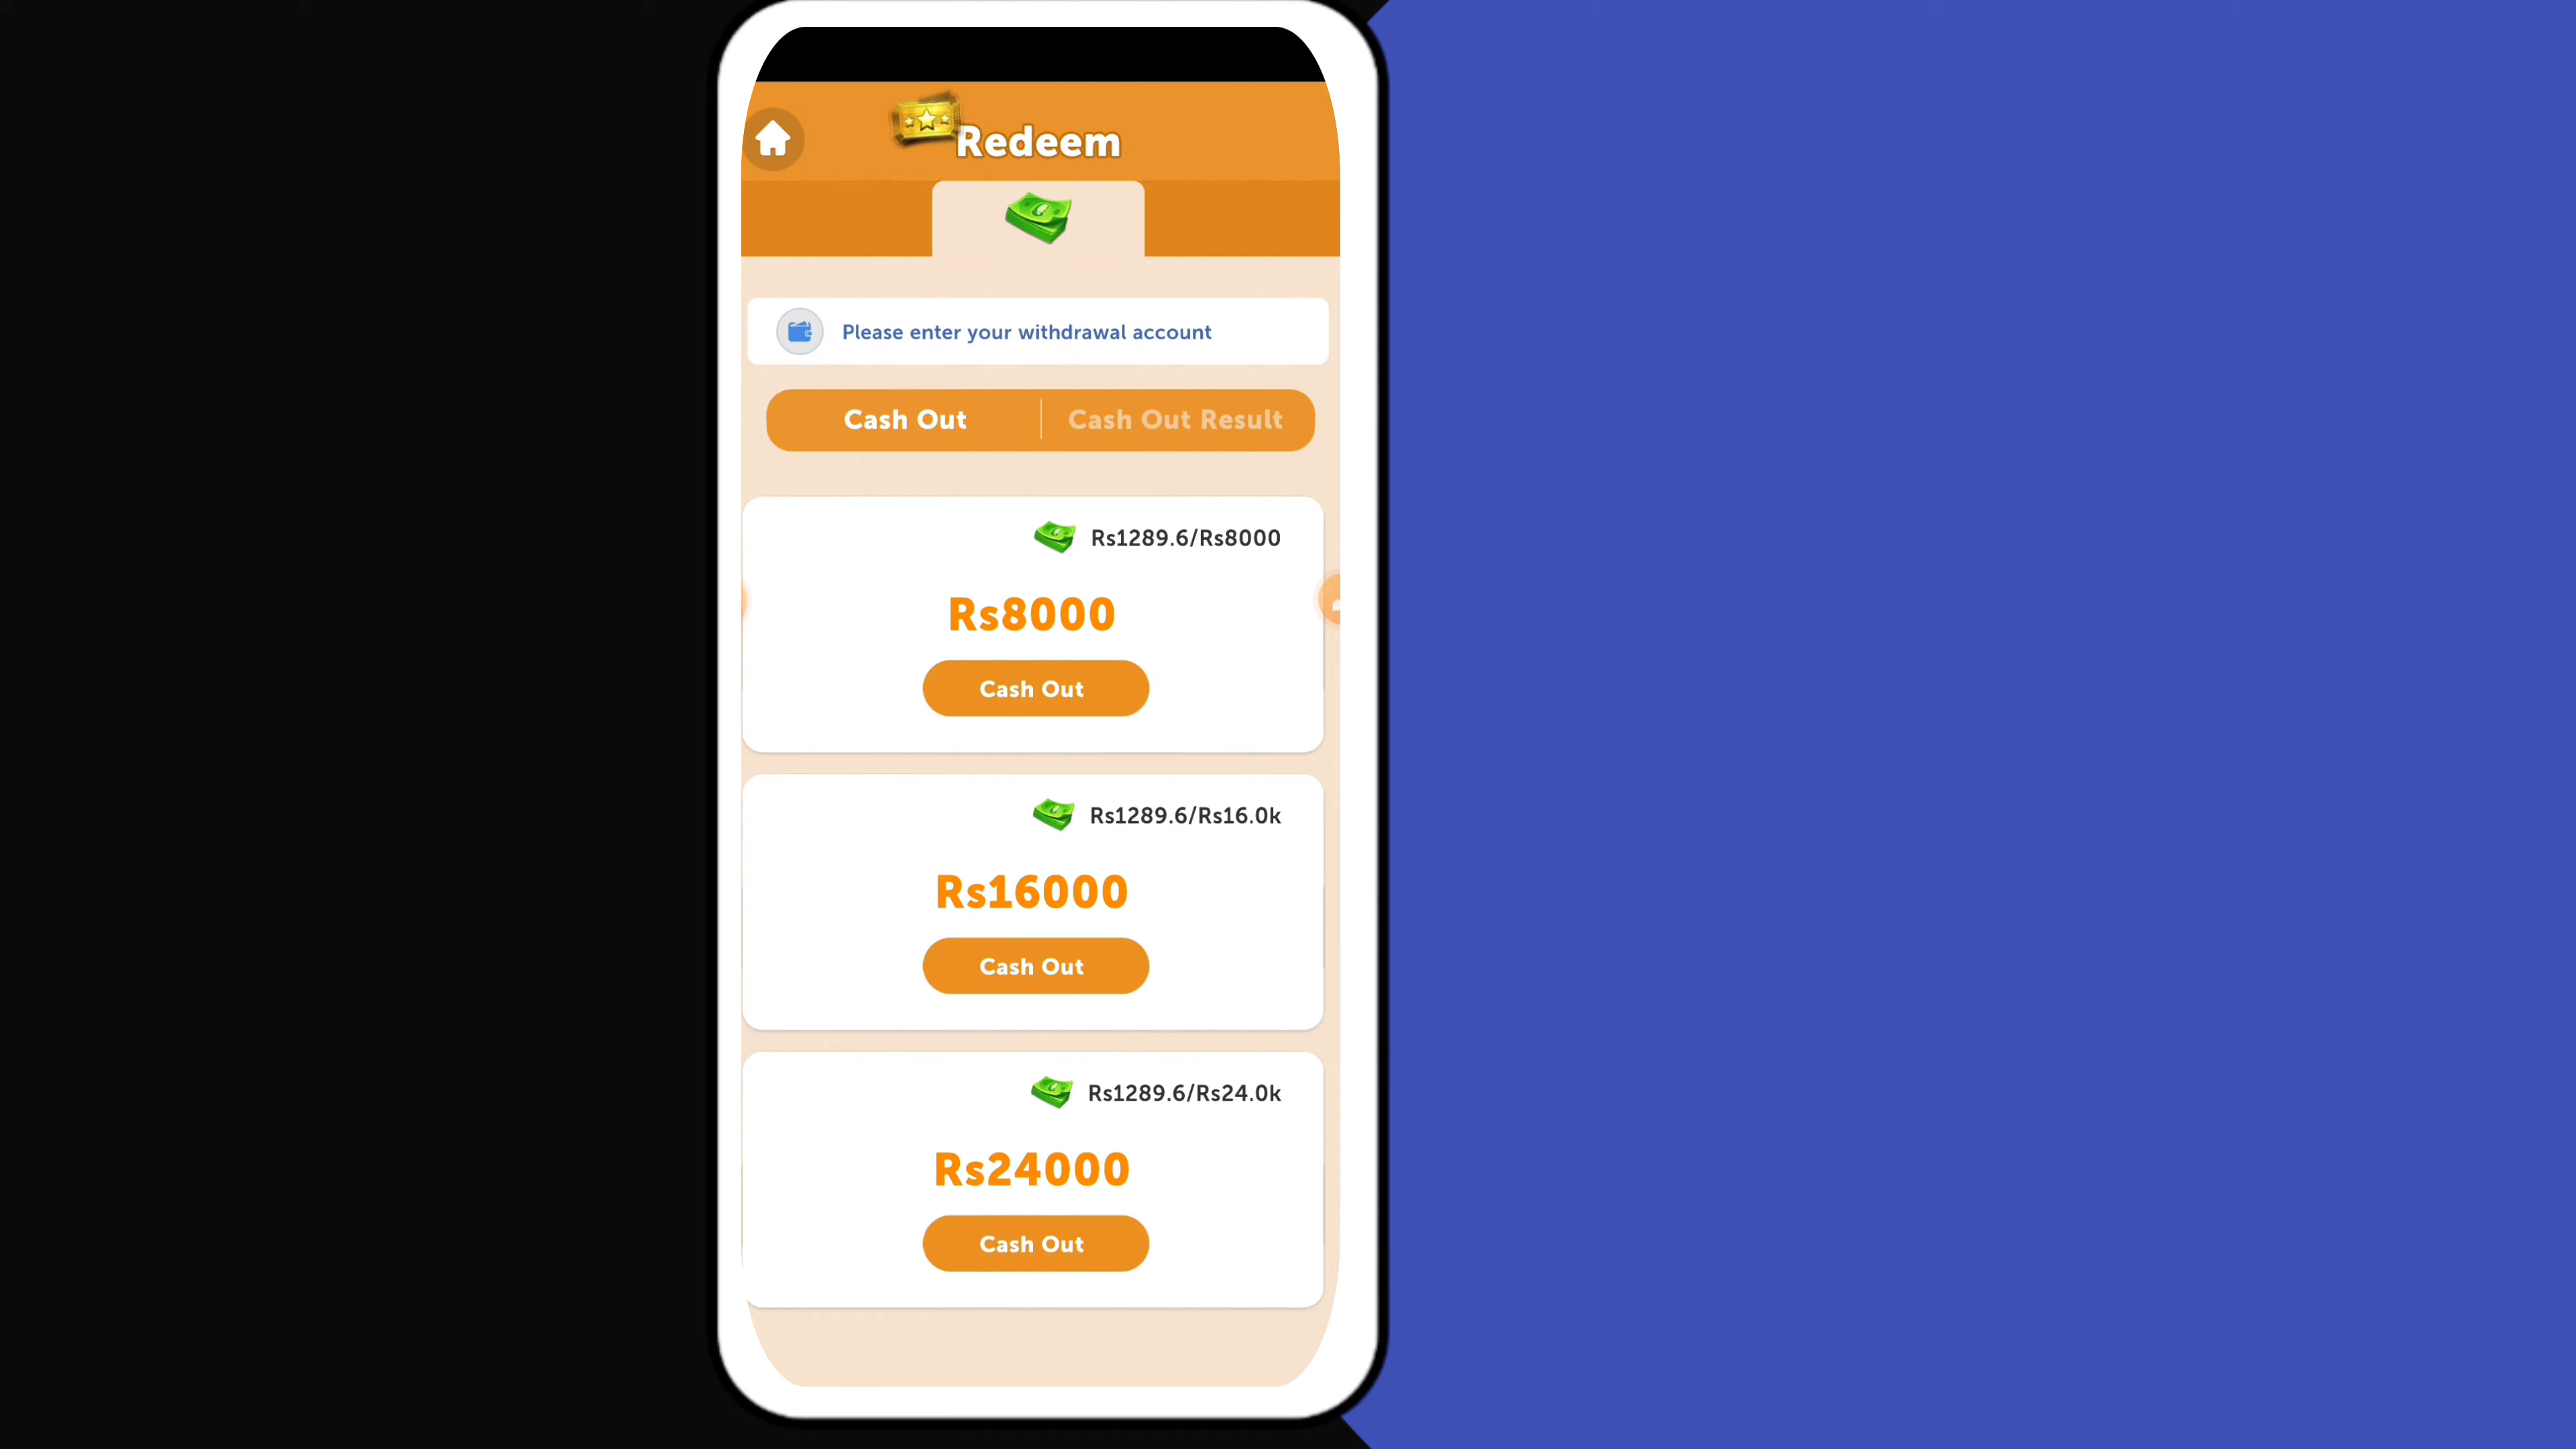 Redeem
Please enter your withdrawal account
Cash Out
Cash Out Result
Rs1289.6/Rs8000
Rs8000
Cash Out
Rs1289.6/Rs16.0k
Rs16000
Cash Out
Rs1289.6/Rs24.0k
Rs24000
Cash Out